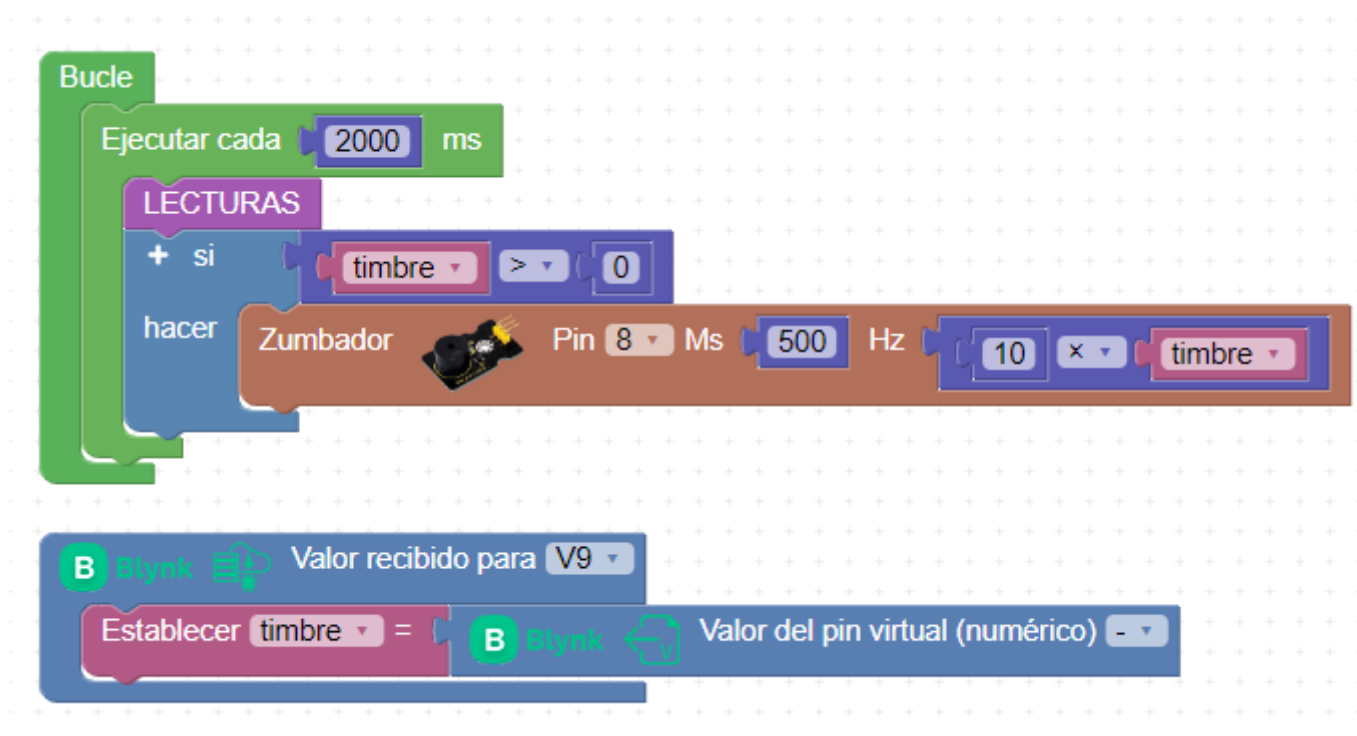 Bucle
Ejecutar cada 2000 ms
LECTURAS
+ si timbre > 0
hacer Zumbador Pin 8 Ms 500 Hz 10 × timbre
B Blynk Valor recibido para V9
Establecer timbre = B Blynk V Valor del pin virtual (numérico) -